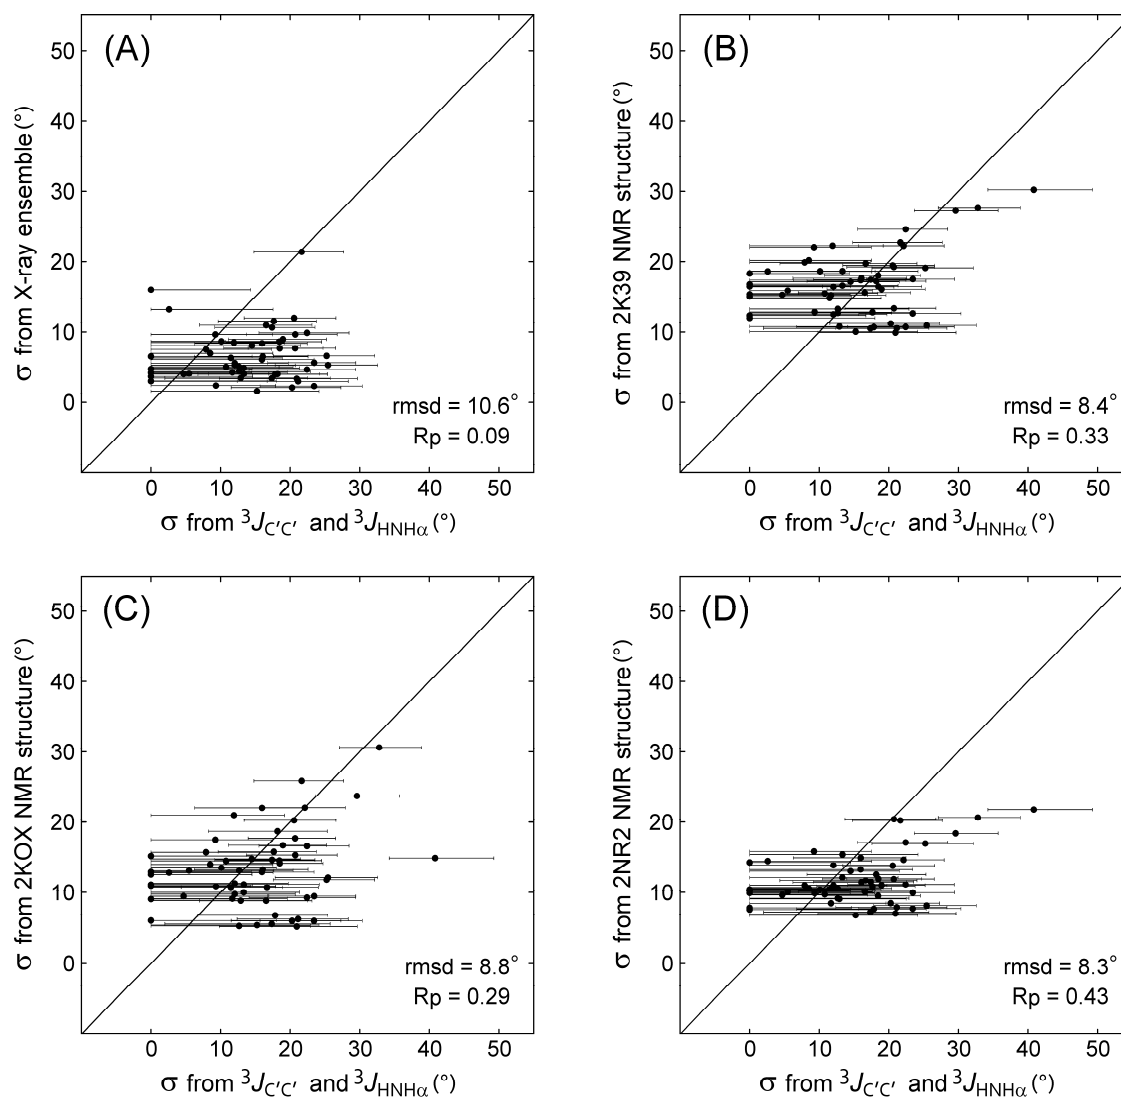 (A)
σ from X-ray ensemble (°)
50
40
30
20
10
0
rmsd = 10.6°
Rp = 0.09
0 10 20 30 40 50
σ from ³J_C'C' and ³J_HNHα (°)
(B)
σ from 2K39 NMR structure (°)
50
40
30
20
10
0
rmsd = 8.4°
Rp = 0.33
0 10 20 30 40 50
σ from ³J_C'C' and ³J_HNHα (°)
(C)
σ from 2KOX NMR structure (°)
50
40
30
20
10
0
rmsd = 8.8°
Rp = 0.29
0 10 20 30 40 50
σ from ³J_C'C' and ³J_HNHα (°)
(D)
σ from 2NR2 NMR structure (°)
50
40
30
20
10
0
rmsd = 8.3°
Rp = 0.43
0 10 20 30 40 50
σ from ³J_C'C' and ³J_HNHα (°)